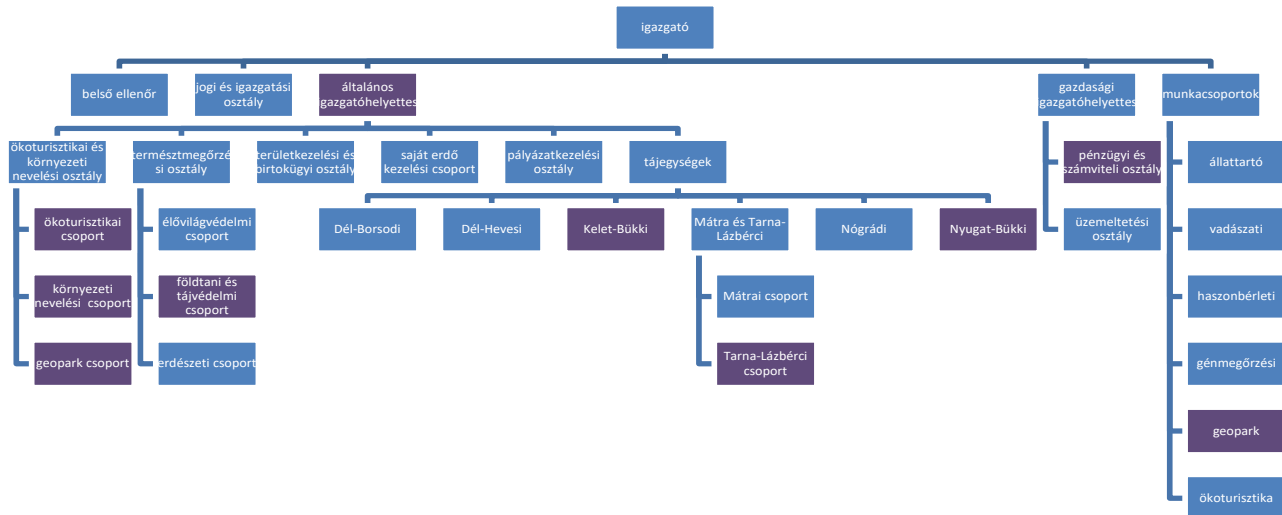 igazgató
belső ellenőr
jogi és igazgatási
osztály
általános
igazgatóhelyettes
gazdasági
igazgatóhelyettes
munkacsoportok
ökoturisztikai és
környezeti
nevelési osztály
természtmegőrzé
si osztály
területkezelési és
birtokügyi osztály
saját erdő
kezelési csoport
pályázatkezelési
osztály
tájegységek
pénzügyi és
számviteli osztály
állattartó
ökoturisztikai
csoport
élővilágvédelmi
csoport
Dél-Borsodi
Dél-Hevesi
Kelet-Bükki
Mátra és Tarna-
Lázbérci
Nógrádi
Nyugat-Bükki
üzemeltetési
osztály
vadászati
környezeti
nevelési csoport
földtani és
tájvédelmi
csoport
Mátrai csoport
haszonbérleti
geopark csoport
erdészeti csoport
Tarna-Lázbérci
csoport
génmegőrzési
geopark
ökoturisztika